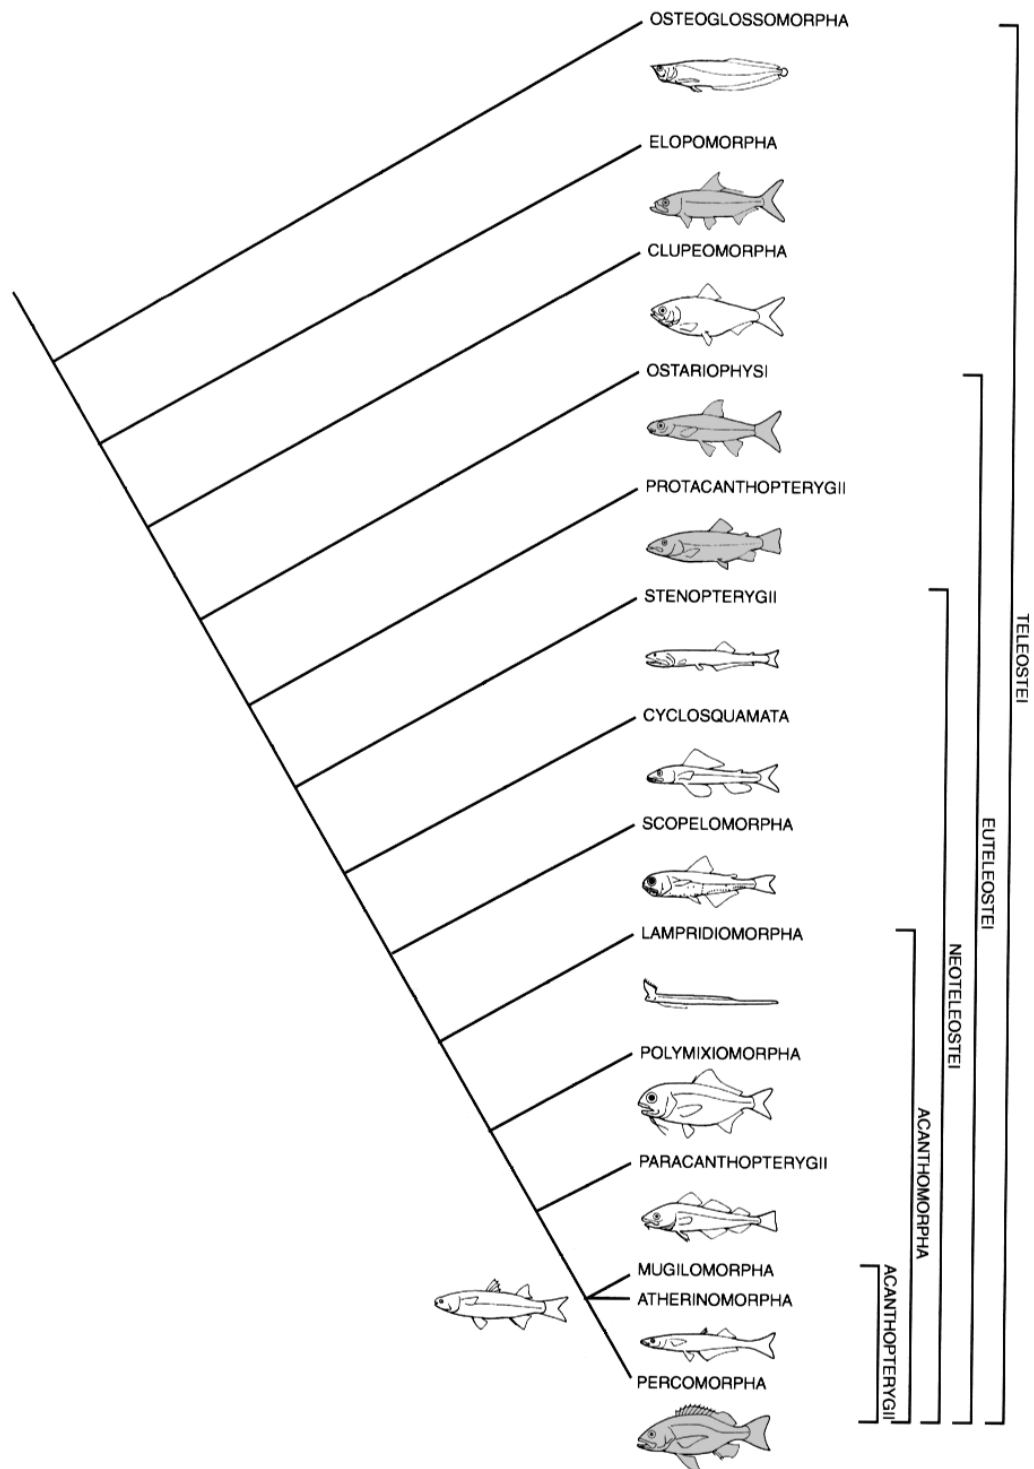 OSTEOGLOSSOMORPHA
ELOPOMORPHA
CLUPEOMORPHA
OSTARIOPHYSI
PROTACANTHOPTERYGII
STENOPTERYGII
CYCLOSQUAMATA
SCOPELOMORPHA
LAMPRIDIOMORPHA
POLYMIXIOMORPHA
PARACANTHOPTERYGII
MUGILOMORPHA
ATHERINOMORPHA
PERCOMORPHA
ACANTHOPTERYGII
ACANTHOMORPHA
NEOTELEOSTEI
EUTELEOSTEI
TELEOSTEI